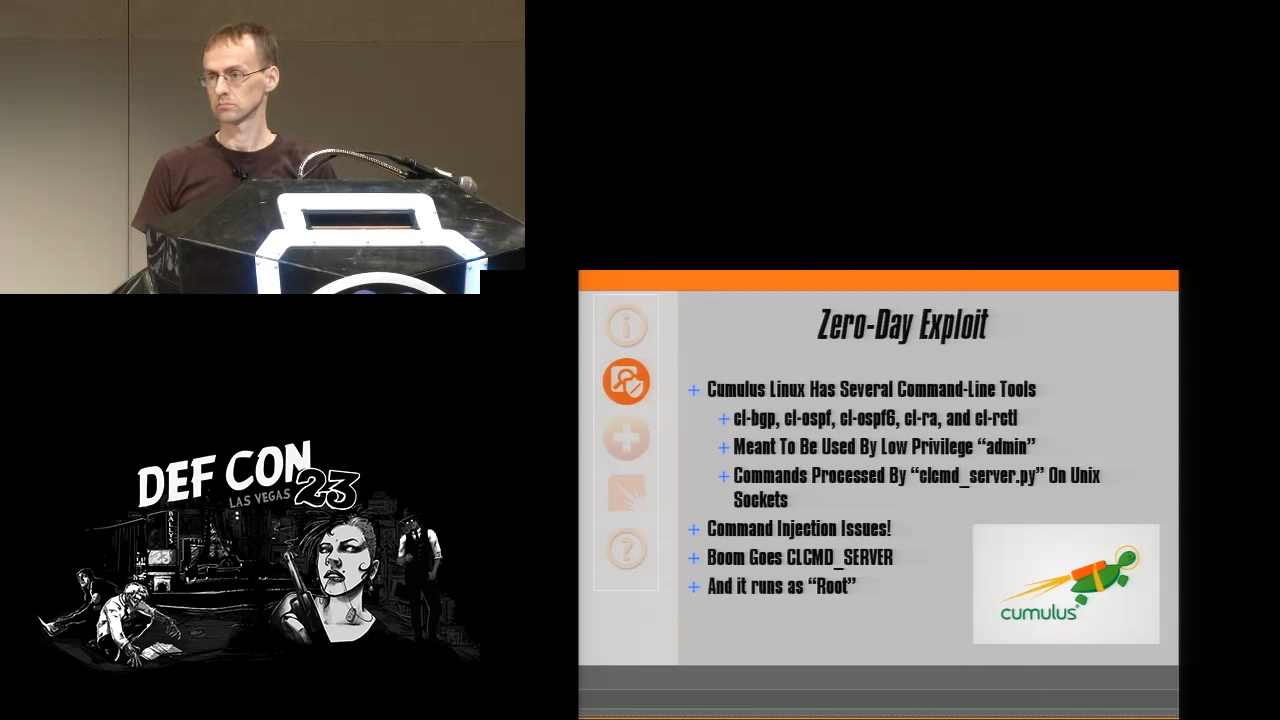 Zero-Day Exploit
Cumulus Linux Has Several Command-Line Tools
cl-bgp, cl-ospf, cl-ospf6, cl-ra, and cl-rctl
Meant To Be Used By Low Privilege “admin”
Commands Processed By “clcmd_server.py” On Unix
Sockets
Command Injection Issues!
Boom Goes CLCMD_SERVER
And it runs as “Root”
cumulus
DEF CON 23
LAS VEGAS
BALLY'S